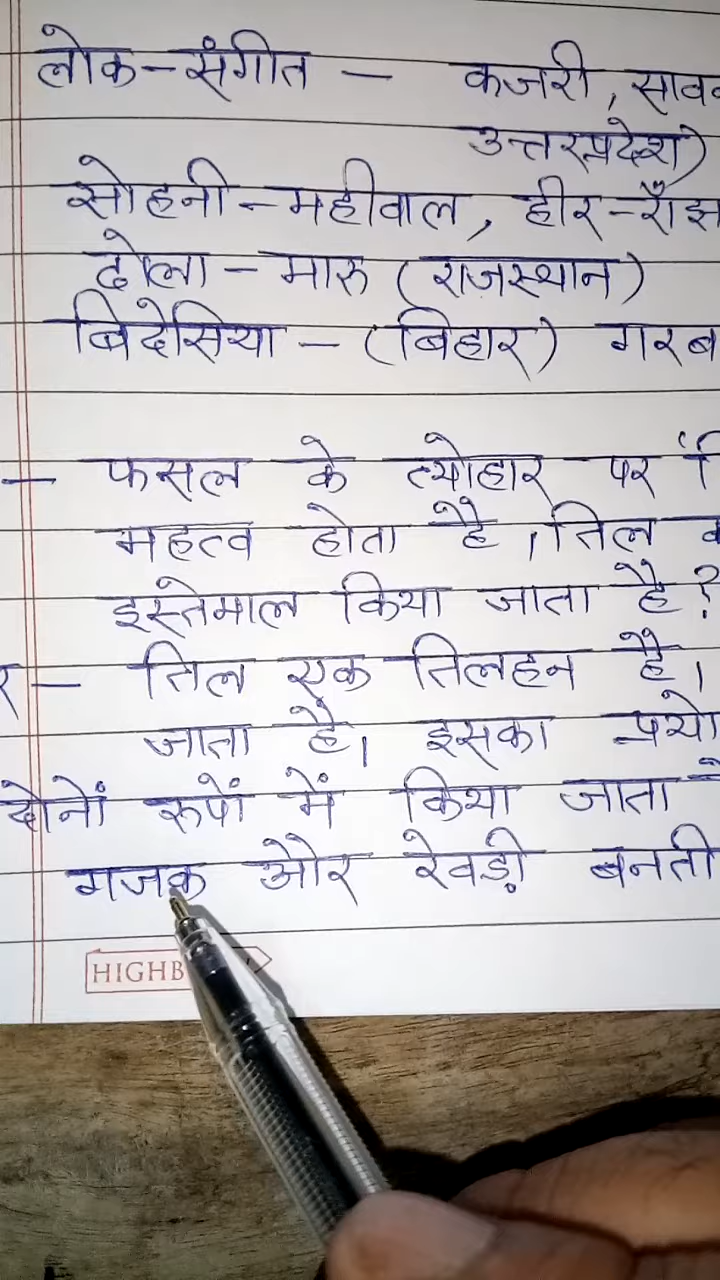 लोक-संगीत - कजरी, सावन
उत्तरप्रदेश)
सोहनी-महीवाल, हीर-राँझ
ढोला - मारु (राजस्थान)
बिदेसिया - (बिहार) गरब
- फसल के त्योहार पर
महत्व होता है। तिल
इस्तेमाल किया जाता है?
- तिल एक तिलहन है।
जाता है। इसका प्रयो
दोनों रुपों में किया जाता
गजक और रेवड़ी बनती
HIGHB